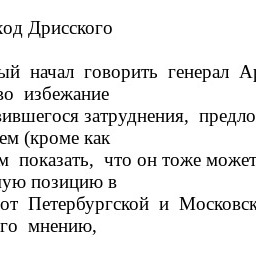 ход Дрисского
ый начал говорить генерал Ар
во избежание
вившегося затруднения, предло
ем (кроме как
м показать, что он тоже может
ную позицию в
от Петербургской и Московск
го мнению,